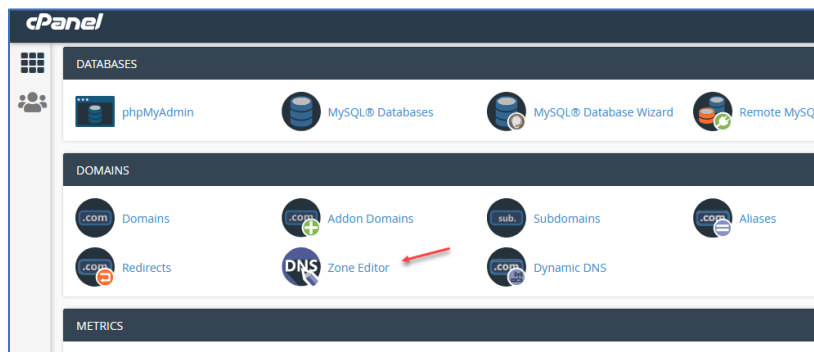 cPanel
DATABASES
phpMyAdmin
MySQL® Databases
MySQL® Database Wizard
Remote MySQ
DOMAINS
.com Domains
.com Addon Domains
sub. Subdomains
.com Aliases
.com Redirects
DNS Zone Editor
.com Dynamic DNS
METRICS